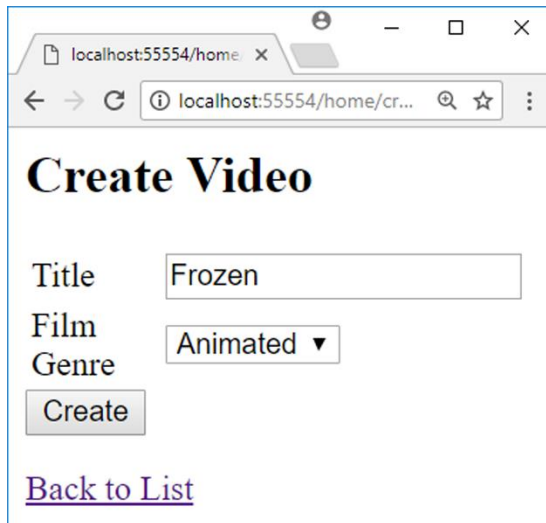 localhost:55554/home
localhost:55554/home/cr...
Create Video
Title
Frozen
Film
Genre
Animated
Create
Back to List